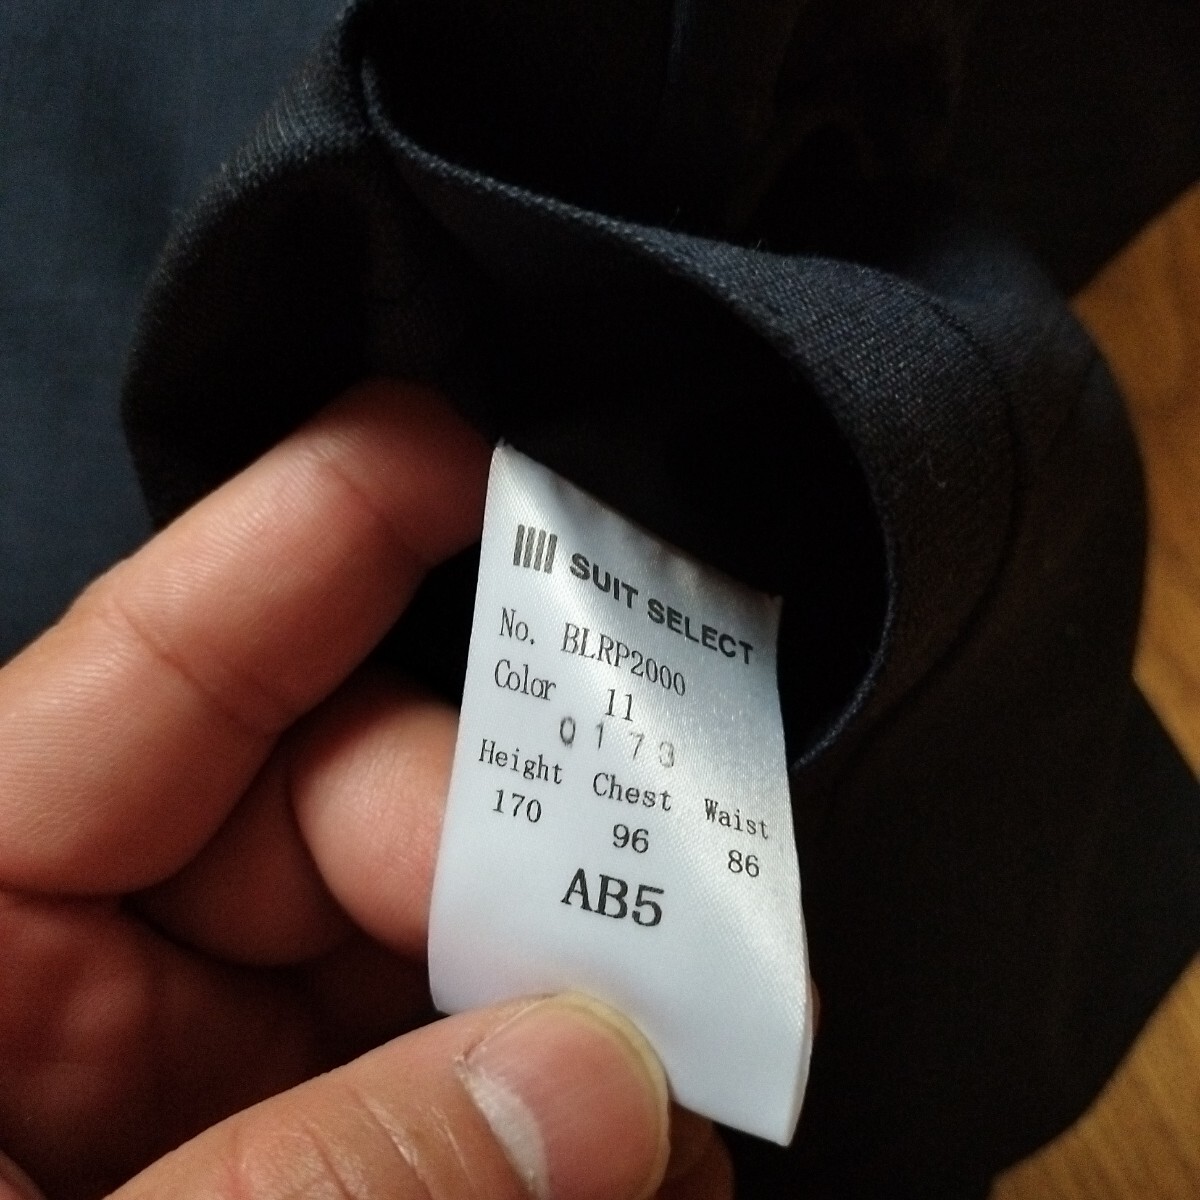 SUIT SELECT
No. BLRP2000
Color 11
0173
Height Chest Waist
170 96 86
AB5